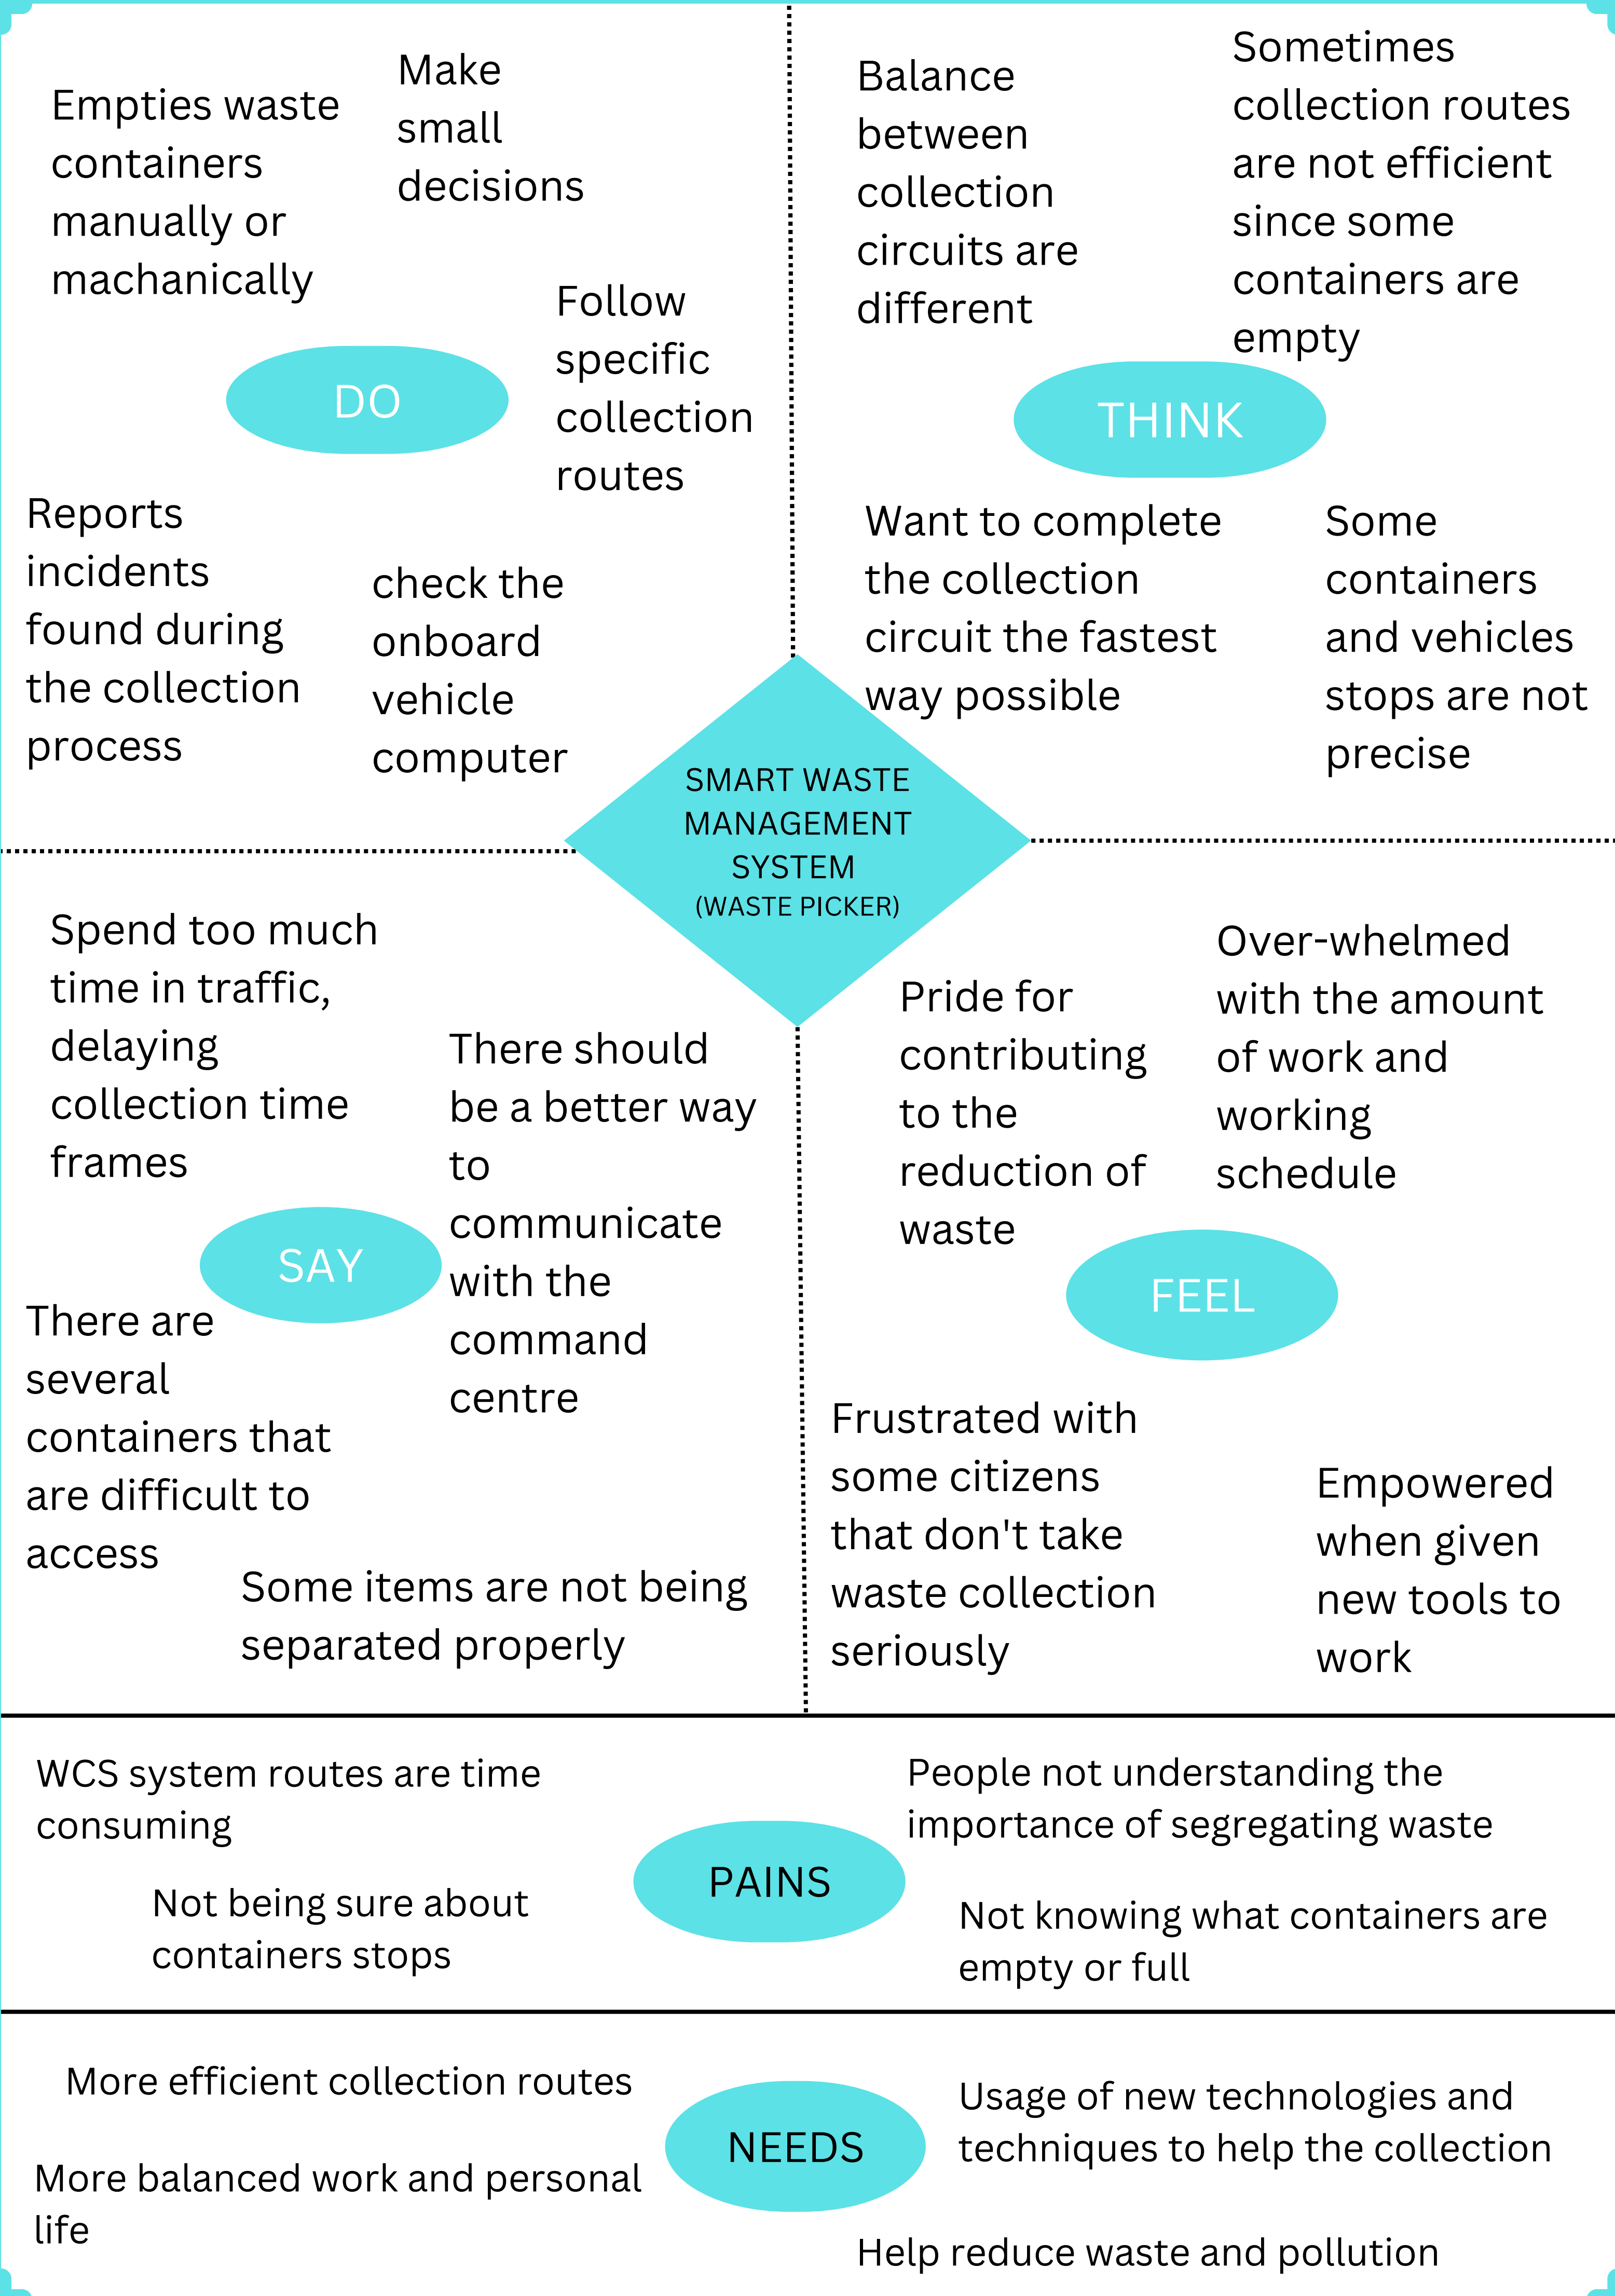 Empties waste
containers
manually or
machanically
Make
small
decisions
Follow
specific
collection
routes
DO
Reports
incidents
found during
the collection
process
check the
onboard
vehicle
computer
Balance
between
collection
circuits are
different
Sometimes
collection routes
are not efficient
since some
containers are
empty
THINK
Want to complete
the collection
circuit the fastest
way possible
Some
containers
and vehicles
stops are not
precise
SMART WASTE
MANAGEMENT
SYSTEM
(WASTE PICKER)
Spend too much
time in traffic,
delaying
collection time
frames
There should
be a better way
to
communicate
with the
command
centre
SAY
There are
several
containers that
are difficult to
access
Some items are not being
separated properly
Pride for
contributing
to the
reduction of
waste
Over-whelmed
with the amount
of work and
working
schedule
FEEL
Frustrated with
some citizens
that don't take
waste collection
seriously
Empowered
when given
new tools to
work
WCS system routes are time
consuming
Not being sure about
containers stops
PAINS
People not understanding the
importance of segregating waste
Not knowing what containers are
empty or full
More efficient collection routes
More balanced work and personal
life
NEEDS
Usage of new technologies and
techniques to help the collection
Help reduce waste and pollution